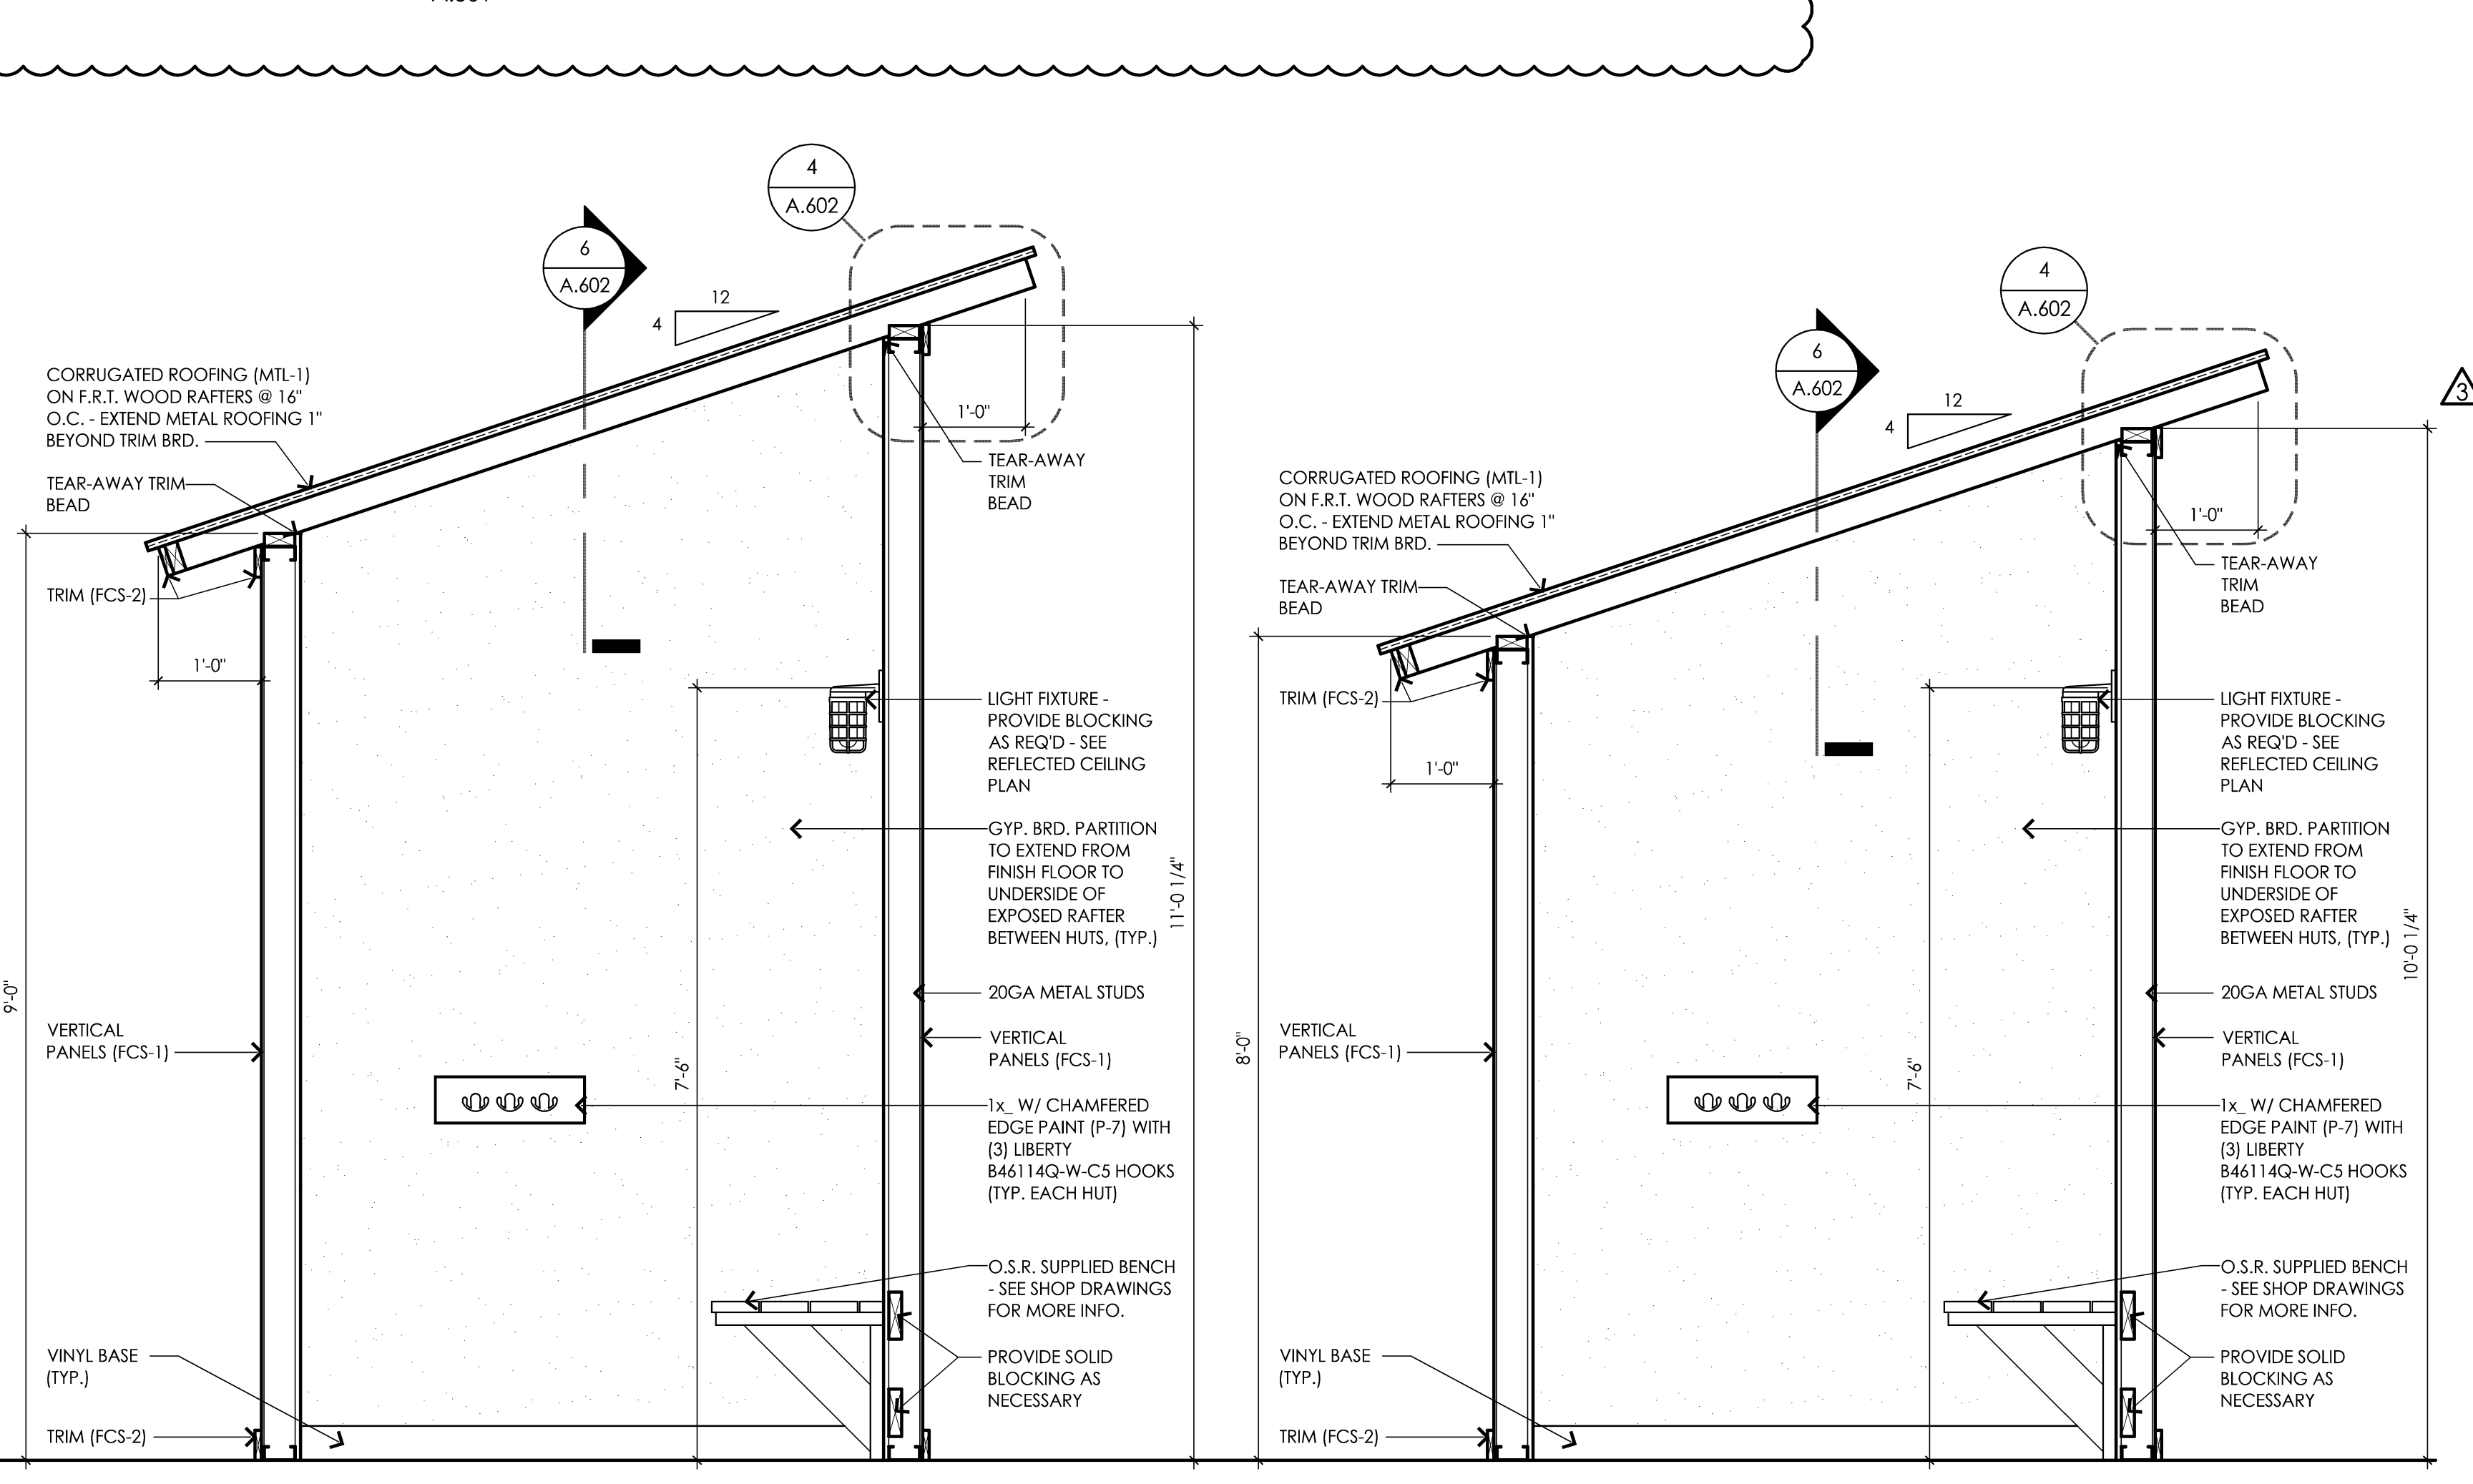 4
A.602
6
A.602
12
4
CORRUGATED ROOFING (MTL-1)
ON F.R.T. WOOD RAFTERS @ 16"
O.C. - EXTEND METAL ROOFING 1"
BEYOND TRIM BRD.
TEAR-AWAY TRIM
BEAD
TRIM (FCS-2)
1'-0"
1'-0"
TEAR-AWAY
TRIM
BEAD
LIGHT FIXTURE -
PROVIDE BLOCKING
AS REQ'D - SEE
REFLECTED CEILING
PLAN
GYP. BRD. PARTITION
TO EXTEND FROM
FINISH FLOOR TO
UNDERSIDE OF
EXPOSED RAFTER
BETWEEN HUTS, (TYP.)
11'-0 1/4"
9'-0"
20GA METAL STUDS
VERTICAL
PANELS (FCS-1)
VERTICAL
PANELS (FCS-1)
7'-6"
1x_ W/ CHAMFERED
EDGE PAINT (P-7) WITH
(3) LIBERTY
B46114Q-W-C5 HOOKS
(TYP. EACH HUT)
O.S.R. SUPPLIED BENCH
- SEE SHOP DRAWINGS
FOR MORE INFO.
VINYL BASE
(TYP.)
PROVIDE SOLID
BLOCKING AS
NECESSARY
TRIM (FCS-2)
4
A.602
6
A.602
12
4
3
CORRUGATED ROOFING (MTL-1)
ON F.R.T. WOOD RAFTERS @ 16"
O.C. - EXTEND METAL ROOFING 1"
BEYOND TRIM BRD.
TEAR-AWAY TRIM
BEAD
TRIM (FCS-2)
1'-0"
1'-0"
TEAR-AWAY
TRIM
BEAD
LIGHT FIXTURE -
PROVIDE BLOCKING
AS REQ'D - SEE
REFLECTED CEILING
PLAN
GYP. BRD. PARTITION
TO EXTEND FROM
FINISH FLOOR TO
UNDERSIDE OF
EXPOSED RAFTER
BETWEEN HUTS, (TYP.)
10'-0 1/4"
8'-0"
20GA METAL STUDS
VERTICAL
PANELS (FCS-1)
VERTICAL
PANELS (FCS-1)
7'-6"
1x_ W/ CHAMFERED
EDGE PAINT (P-7) WITH
(3) LIBERTY
B46114Q-W-C5 HOOKS
(TYP. EACH HUT)
O.S.R. SUPPLIED BENCH
- SEE SHOP DRAWINGS
FOR MORE INFO.
VINYL BASE
(TYP.)
PROVIDE SOLID
BLOCKING AS
NECESSARY
TRIM (FCS-2)